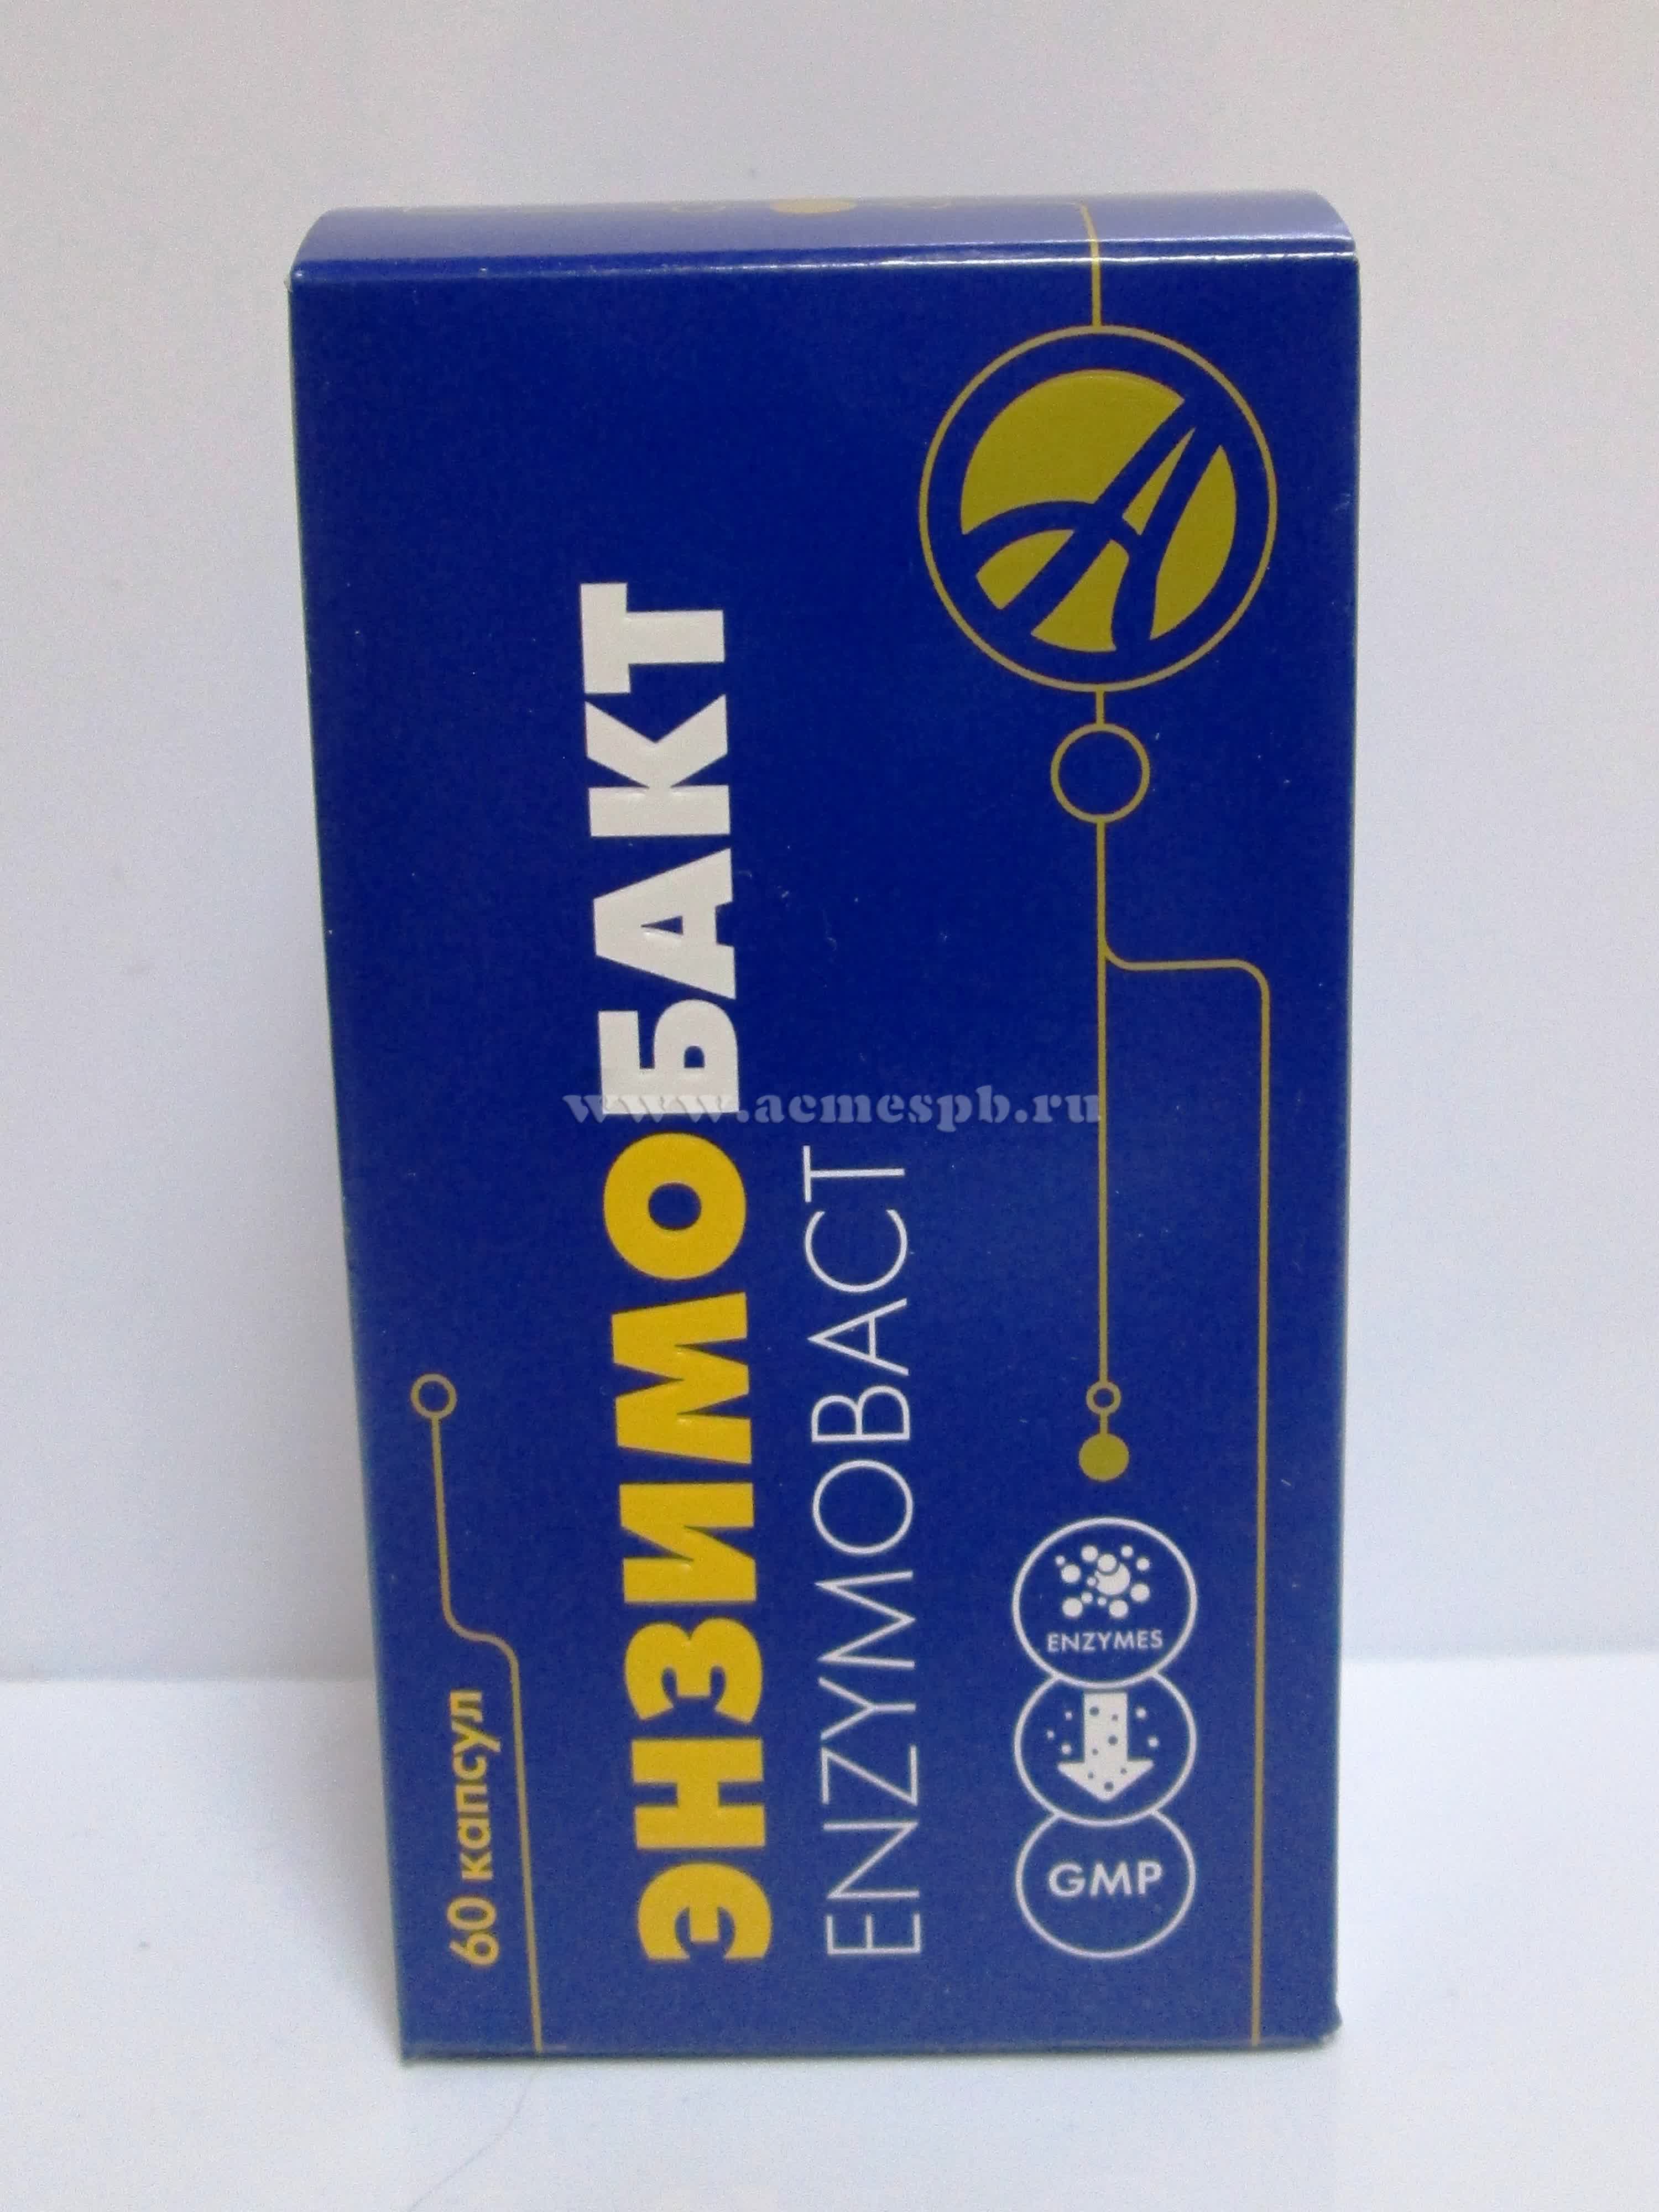 60 капсул
ЭНЗИМОБАКТ
ENZYMOBACT
GMP
ENZYMES
www.acmespb.ru